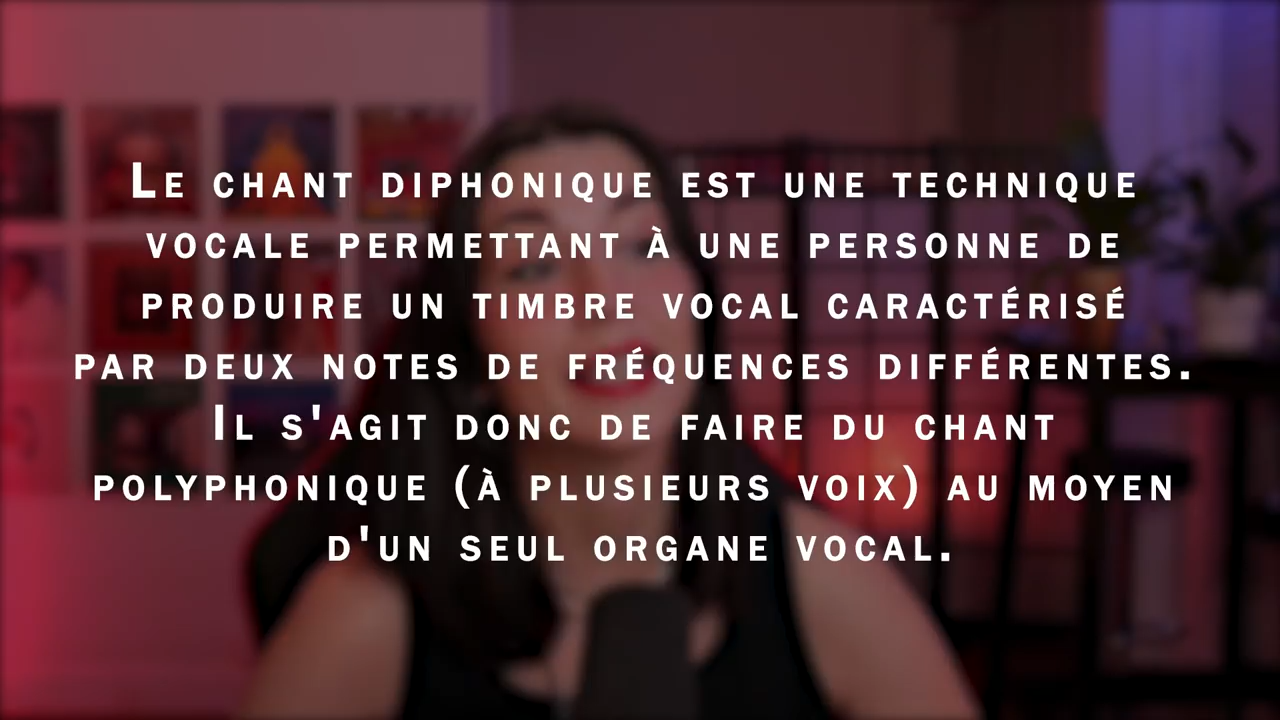 Le chant diphonique est une technique
vocale permettant à une personne de
produire un timbre vocal caractérisé
par deux notes de fréquences différentes.
Il s'agit donc de faire du chant
polyphonique (à plusieurs voix) au moyen
d'un seul organe vocal.